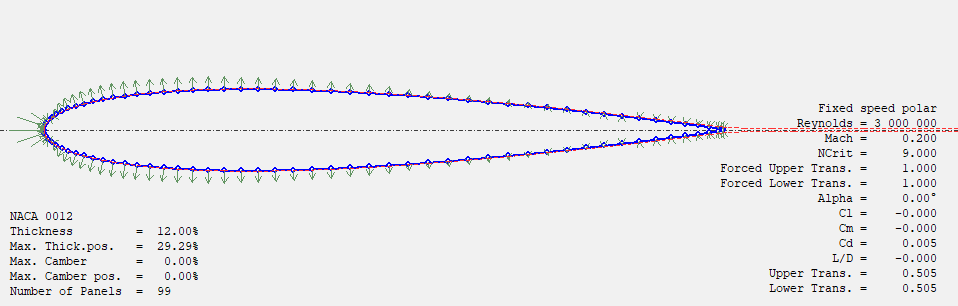 Fixed speed polar
Reynolds = 3 000 000
Mach = 0.200
NCrit = 9.000
Forced Upper Trans. = 1.000
Forced Lower Trans. = 1.000
Alpha = 0.00°
Cl = -0.000
Cm = -0.000
Cd = 0.005
L/D = -0.000
Upper Trans. = 0.505
Lower Trans. = 0.505
NACA 0012
Thickness = 12.00%
Max. Thick.pos. = 29.29%
Max. Camber = 0.00%
Max. Camber pos. = 0.00%
Number of Panels = 99